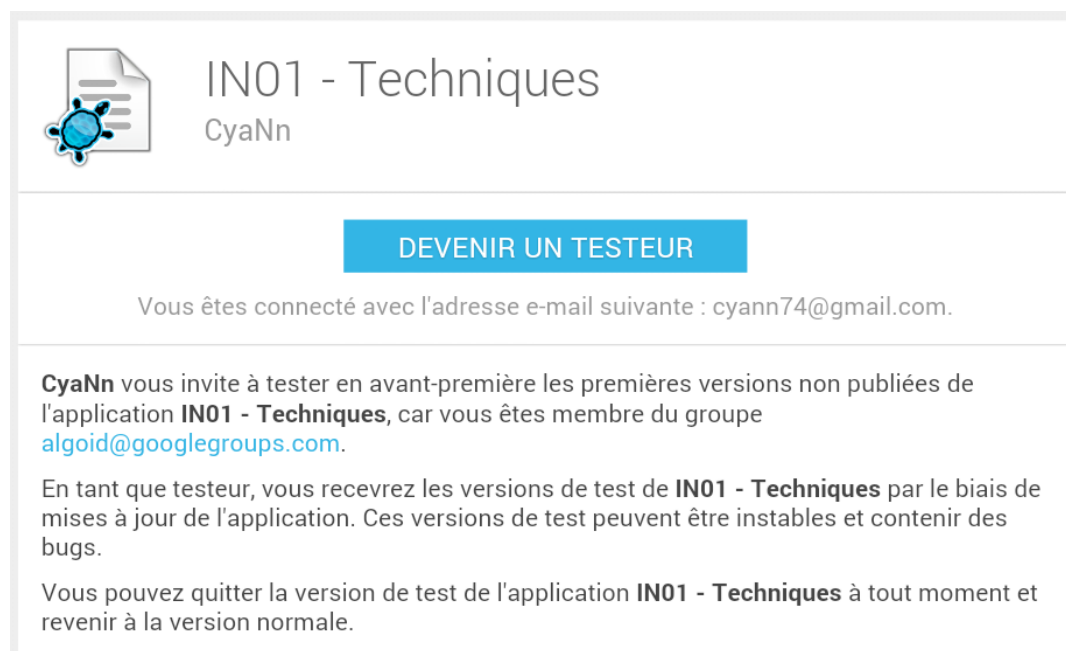 IN01 - Techniques
CyaNn
DEVENIR UN TESTEUR
Vous êtes connecté avec l'adresse e-mail suivante : cyann74@gmail.com.
CyaNn vous invite à tester en avant-première les premières versions non publiées de
l'application IN01 - Techniques, car vous êtes membre du groupe
algoid@googlegroups.com.
En tant que testeur, vous recevrez les versions de test de IN01 - Techniques par le biais de
mises à jour de l'application. Ces versions de test peuvent être instables et contenir des
bugs.
Vous pouvez quitter la version de test de l'application IN01 - Techniques à tout moment et
revenir à la version normale.